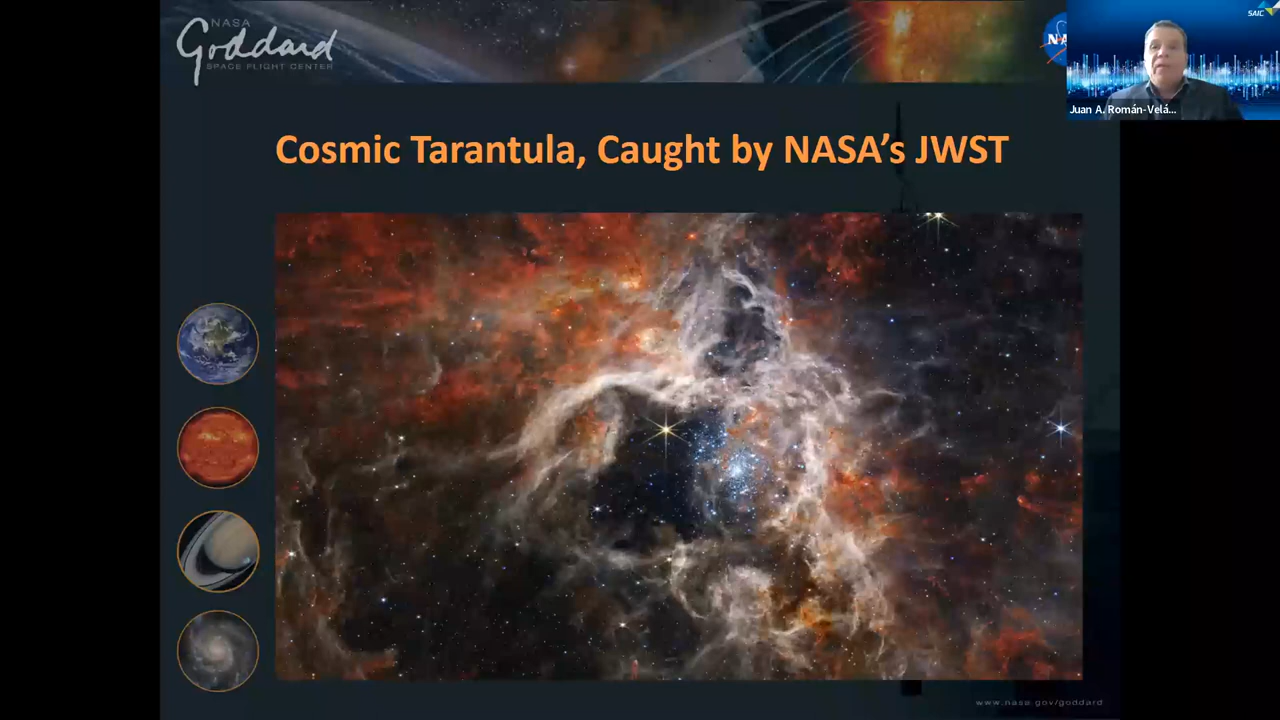 NASA
Goddard
SPACE FLIGHT CENTER
SAIC
Juan A. Román-Velá...
Cosmic Tarantula, Caught by NASA's JWST
www.nasa.gov/goddard